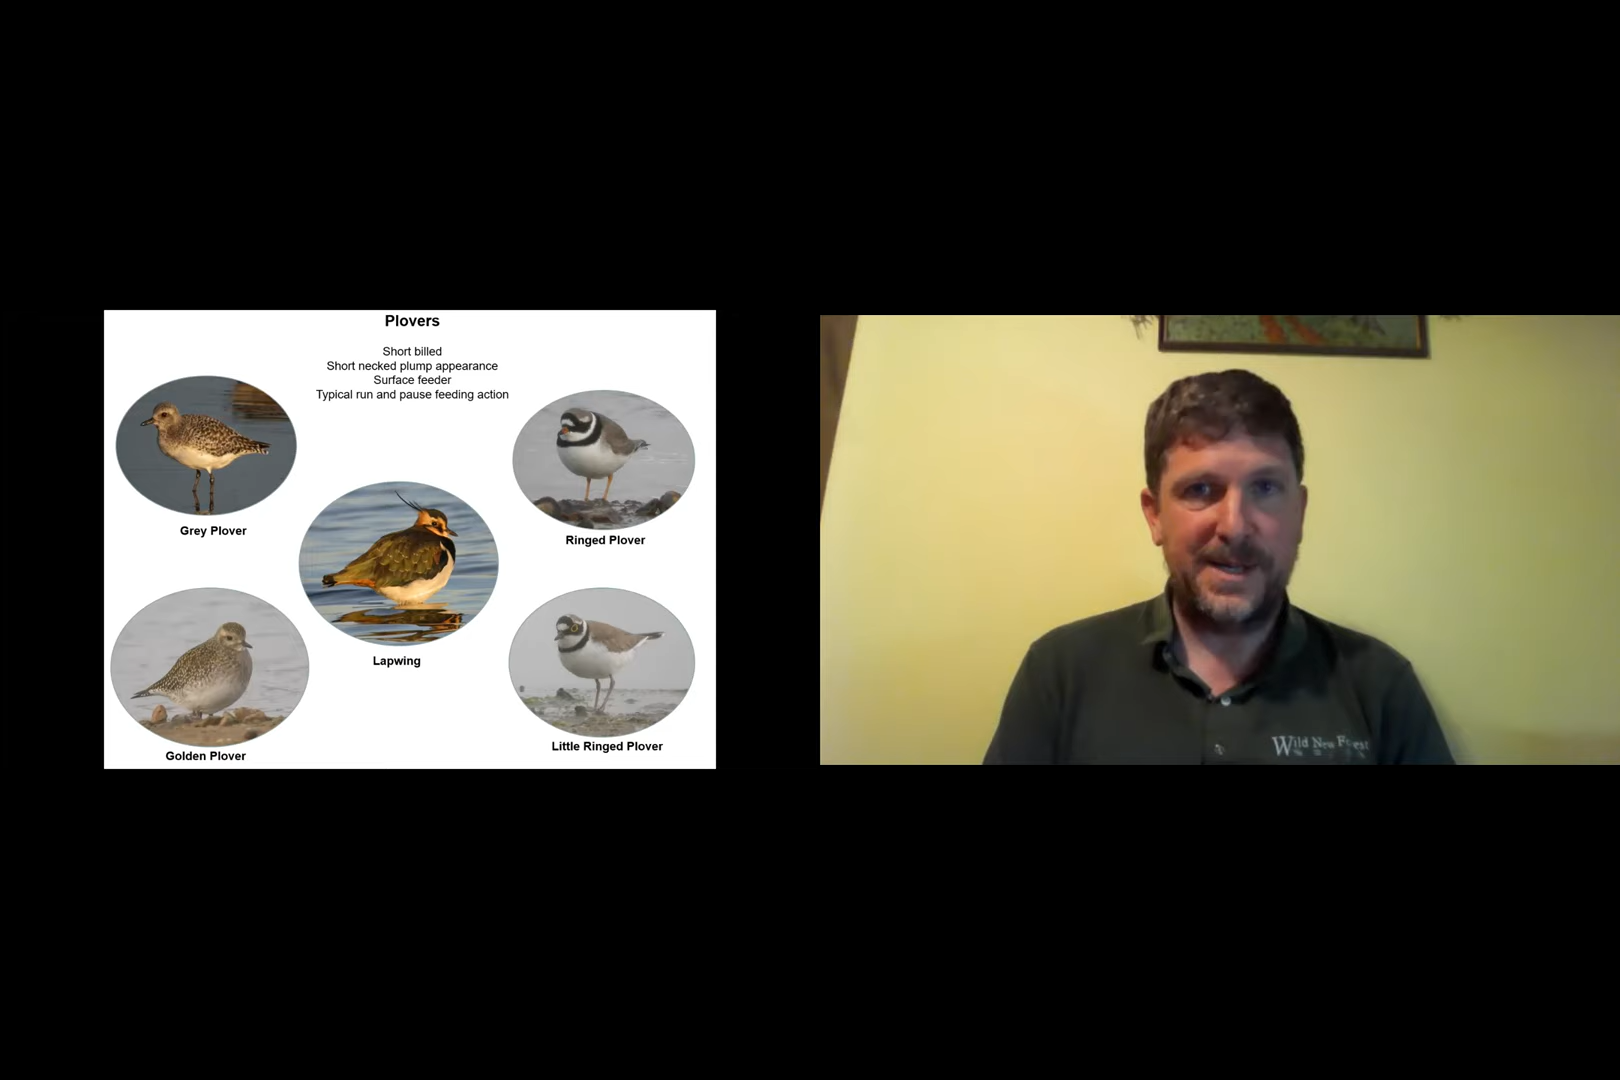 Plovers
Short billed
Short necked plump appearance
Surface feeder
Typical run and pause feeding action
Grey Plover
Ringed Plover
Lapwing
Golden Plover
Little Ringed Plover
Wild New Forest